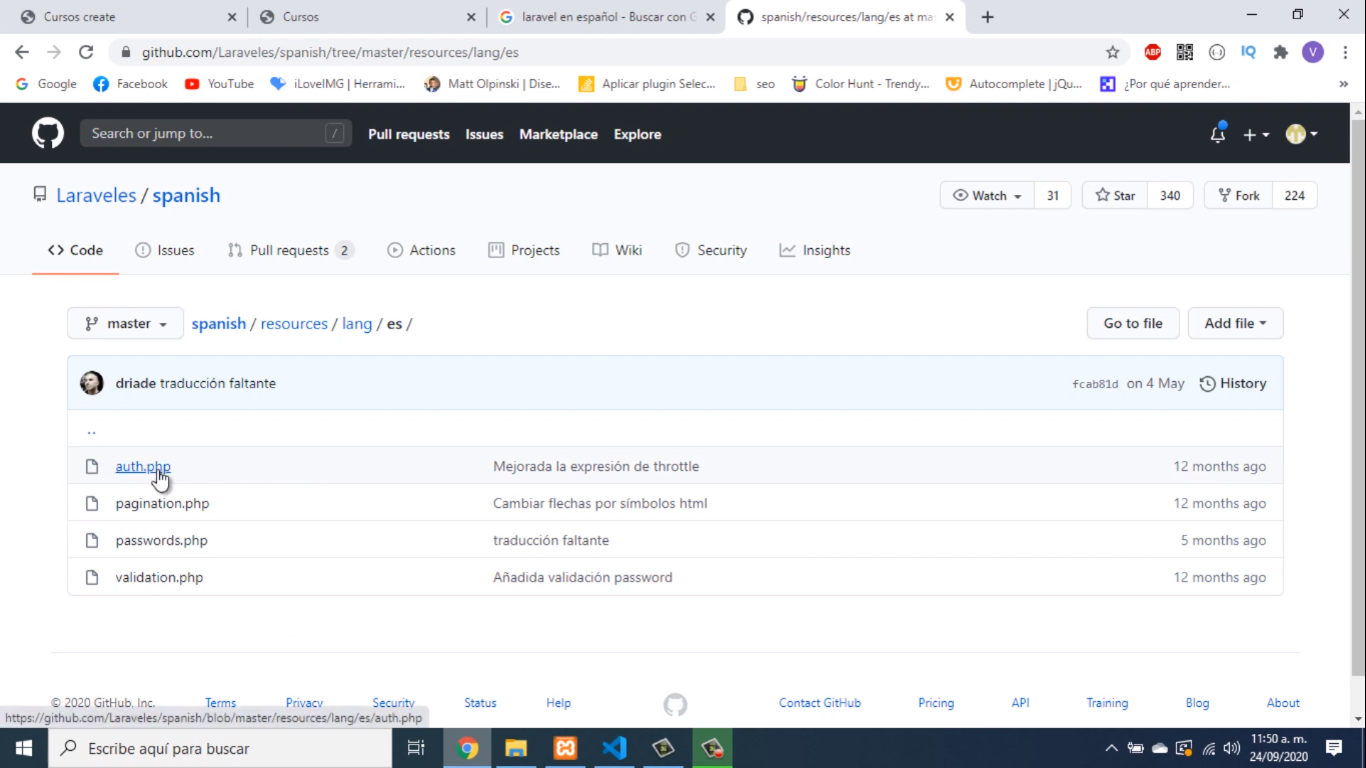 Cursos create
Cursos
laravel en español - Buscar con G
spanish/resources/lang/es at ma
github.com/Laraveles/spanish/tree/master/resources/lang/es
ABP
IQ
V
Google
Facebook
YouTube
iLoveIMG | Herrami...
Matt Olpinski | Dise...
Aplicar plugin Selec...
seo
Color Hunt - Trendy...
Autocomplete | jQu...
¿Por qué aprender...
»
Search or jump to...
/
Pull requests
Issues
Marketplace
Explore
Laraveles / spanish
Watch
31
Star
340
Fork
224
<> Code
Issues
Pull requests 2
Actions
Projects
Wiki
Security
Insights
master
spanish / resources / lang / es /
Go to file
Add file
driade traducción faltante
fcab81d on 4 May
History
..
auth.php
Mejorada la expresión de throttle
12 months ago
pagination.php
Cambiar flechas por símbolos html
12 months ago
passwords.php
traducción faltante
5 months ago
validation.php
Añadida validación password
12 months ago
© 2020 GitHub, Inc.
Terms
Privacy
Security
Status
Help
Contact GitHub
Pricing
API
Training
Blog
About
https://github.com/Laraveles/spanish/blob/master/resources/lang/es/auth.php
Escribe aquí para buscar
11:50 a. m.
24/09/2020